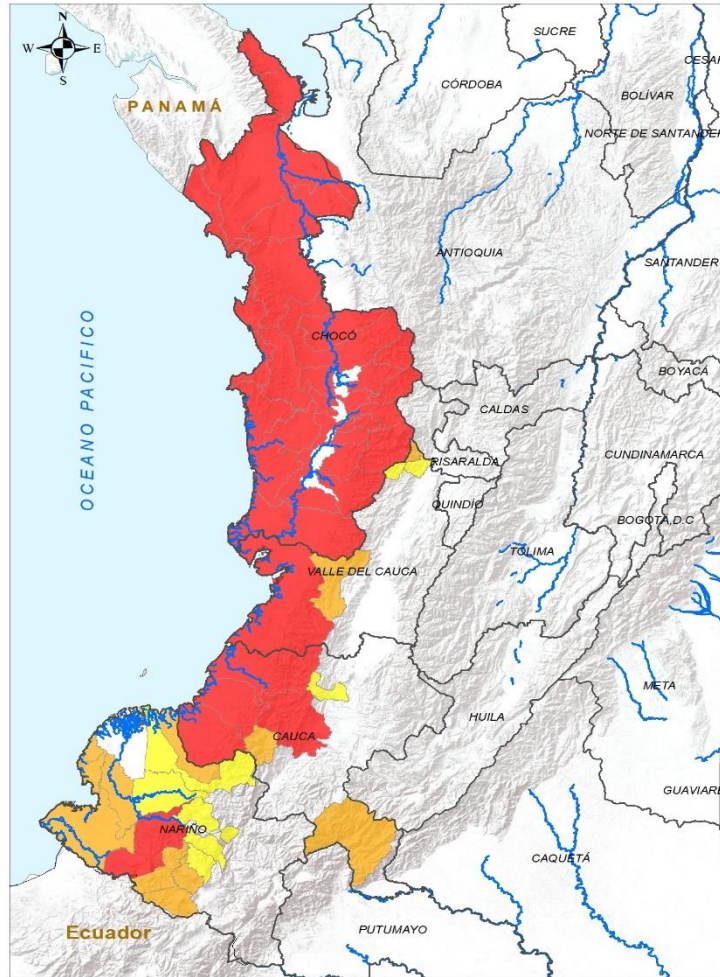 N
W E
S
PANAMÁ
SUCRE
CESAR
CÓRDOBA
BOLÍVAR
NORTE DE SANTANDER
ANTIOQUIA
SANTANDER
OCEANO PACIFICO
CHOCÓ
BOYACÁ
CALDAS
CUNDINAMARCA
RISARALDA
QUINDÍO
BOGOTÁ, D.C
TOLIMA
VALLE DEL CAUCA
META
HUILA
CAUCA
GUAVIARE
NARIÑO
CAQUETÁ
Ecuador
PUTUMAYO